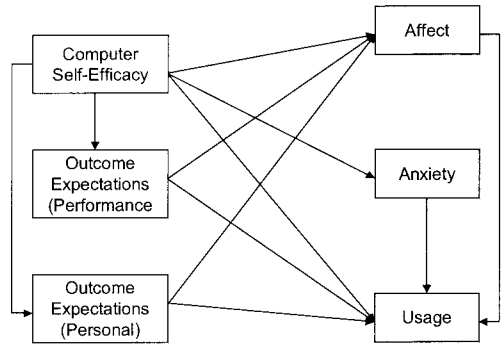 Computer
Self-Efficacy
Affect
Outcome
Expectations
(Performance
Anxiety
Outcome
Expectations
(Personal)
Usage